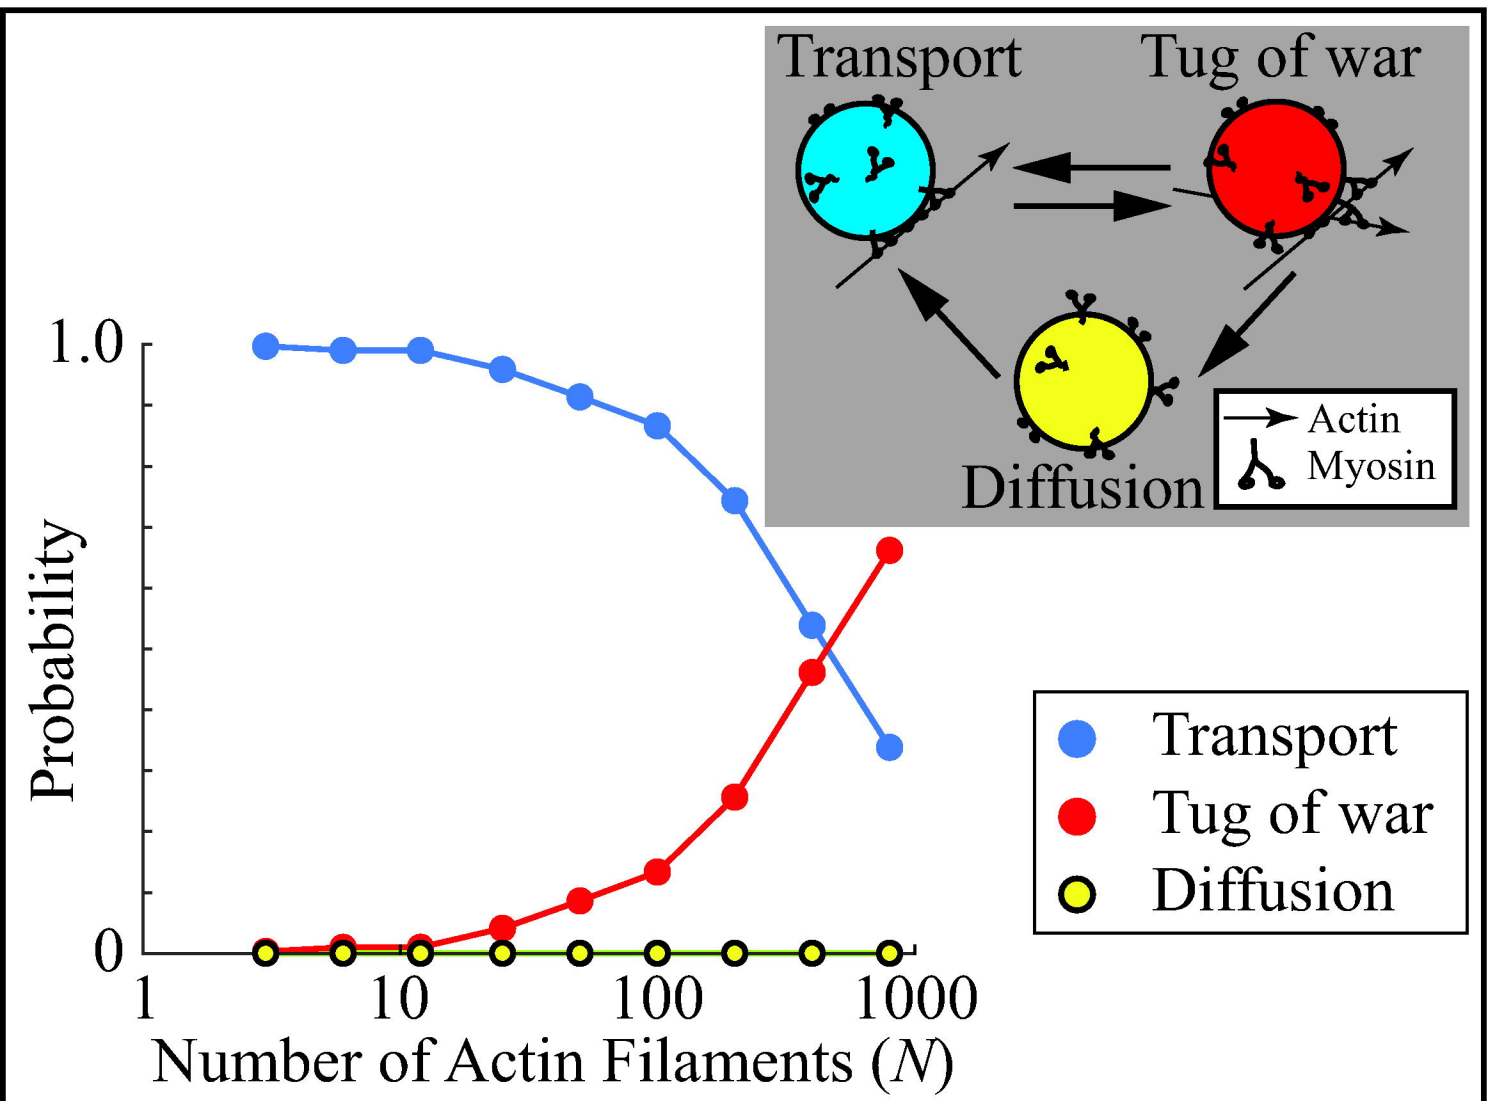 Transport
Tug of war
Diffusion
Actin
Myosin
1.0
0
Probability
1
10
100
1000
Number of Actin Filaments (N)
Transport
Tug of war
Diffusion